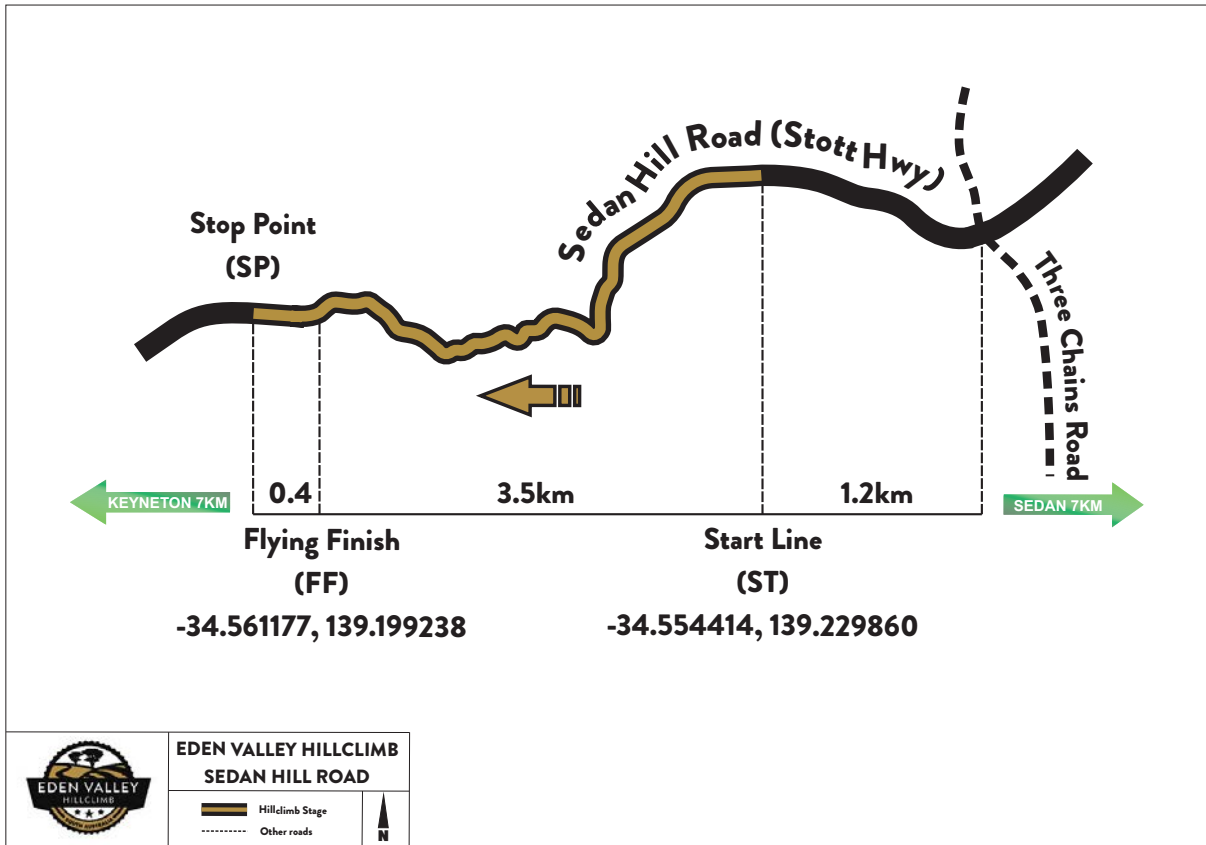 Sedan Hill Road (Stott Hwy)
Stop Point
(SP)
Three Chains Road
KEYNETON 7KM
0.4
3.5km
1.2km
SEDAN 7KM
Flying Finish
(FF)
-34.561177, 139.199238
Start Line
(ST)
-34.554414, 139.229860
EDEN VALLEY
HILLCLIMB
SOUTH AUSTRALIA
EDEN VALLEY HILLCLIMB
SEDAN HILL ROAD
Hillclimb Stage
Other roads
N